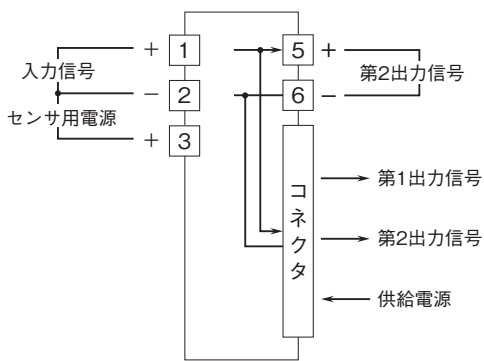 入力信号
センサ用電源
+ 1
− 2
+ 3
5 +
6 −
第2出力信号
コネクタ
第1出力信号
第2出力信号
供給電源